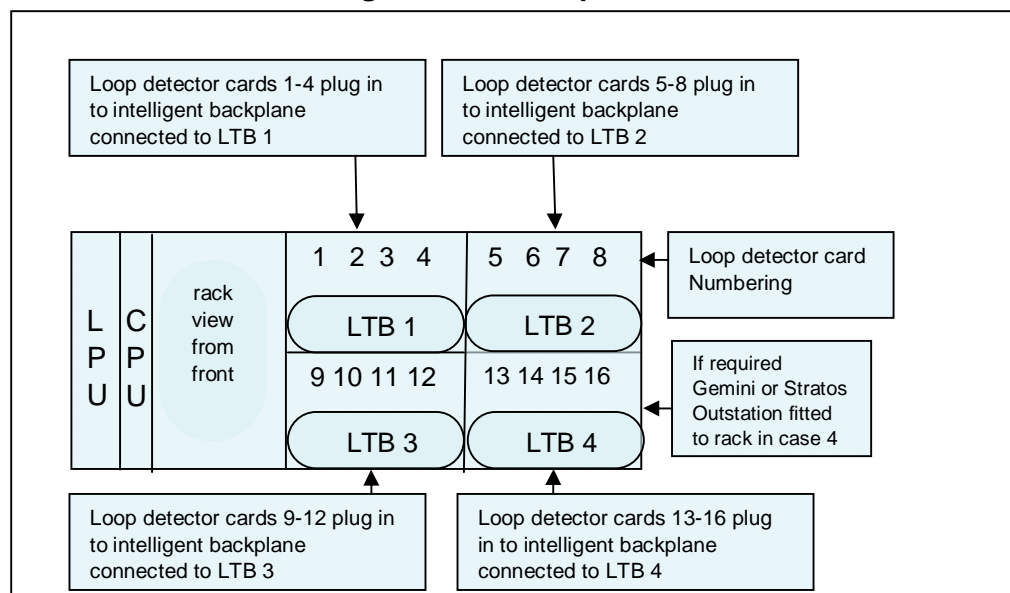 Loop detector cards 1-4 plug in
to intelligent backplane
connected to LTB 1
Loop detector cards 5-8 plug in
to intelligent backplane
connected to LTB 2
L
P
U
C
P
U
rack
view
from
front
1 2 3 4
5 6 7 8
LTB 1
LTB 2
9 10 11 12
13 14 15 16
LTB 3
LTB 4
Loop detector card
Numbering
If required
Gemini or Stratos
Outstation fitted
to rack in case 4
Loop detector cards 9-12 plug in
to intelligent backplane
connected to LTB 3
Loop detector cards 13-16 plug
in to intelligent backplane
connected to LTB 4